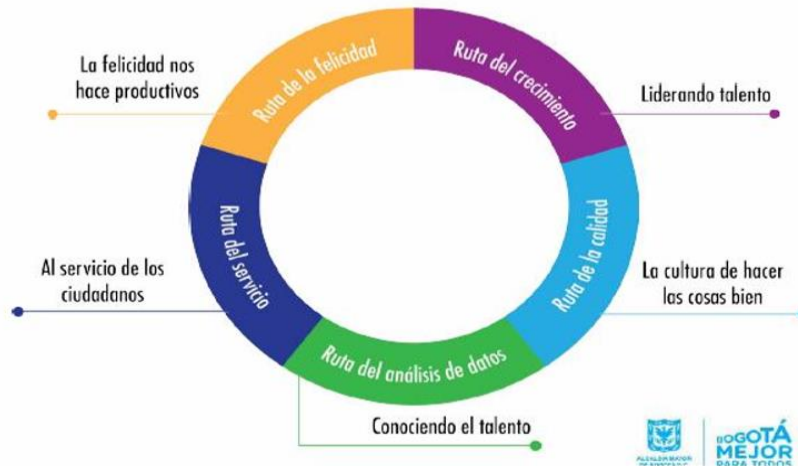 La felicidad nos
hace productivos
Ruta de la felicidad
Ruta del crecimiento
Liderando talento
Ruta del servicio
Ruta de la calidad
Al servicio de los
ciudadanos
La cultura de hacer
las cosas bien
Ruta del análisis de datos
Conociendo el talento
BOGOTÁ
MEJOR
PARA TODOS